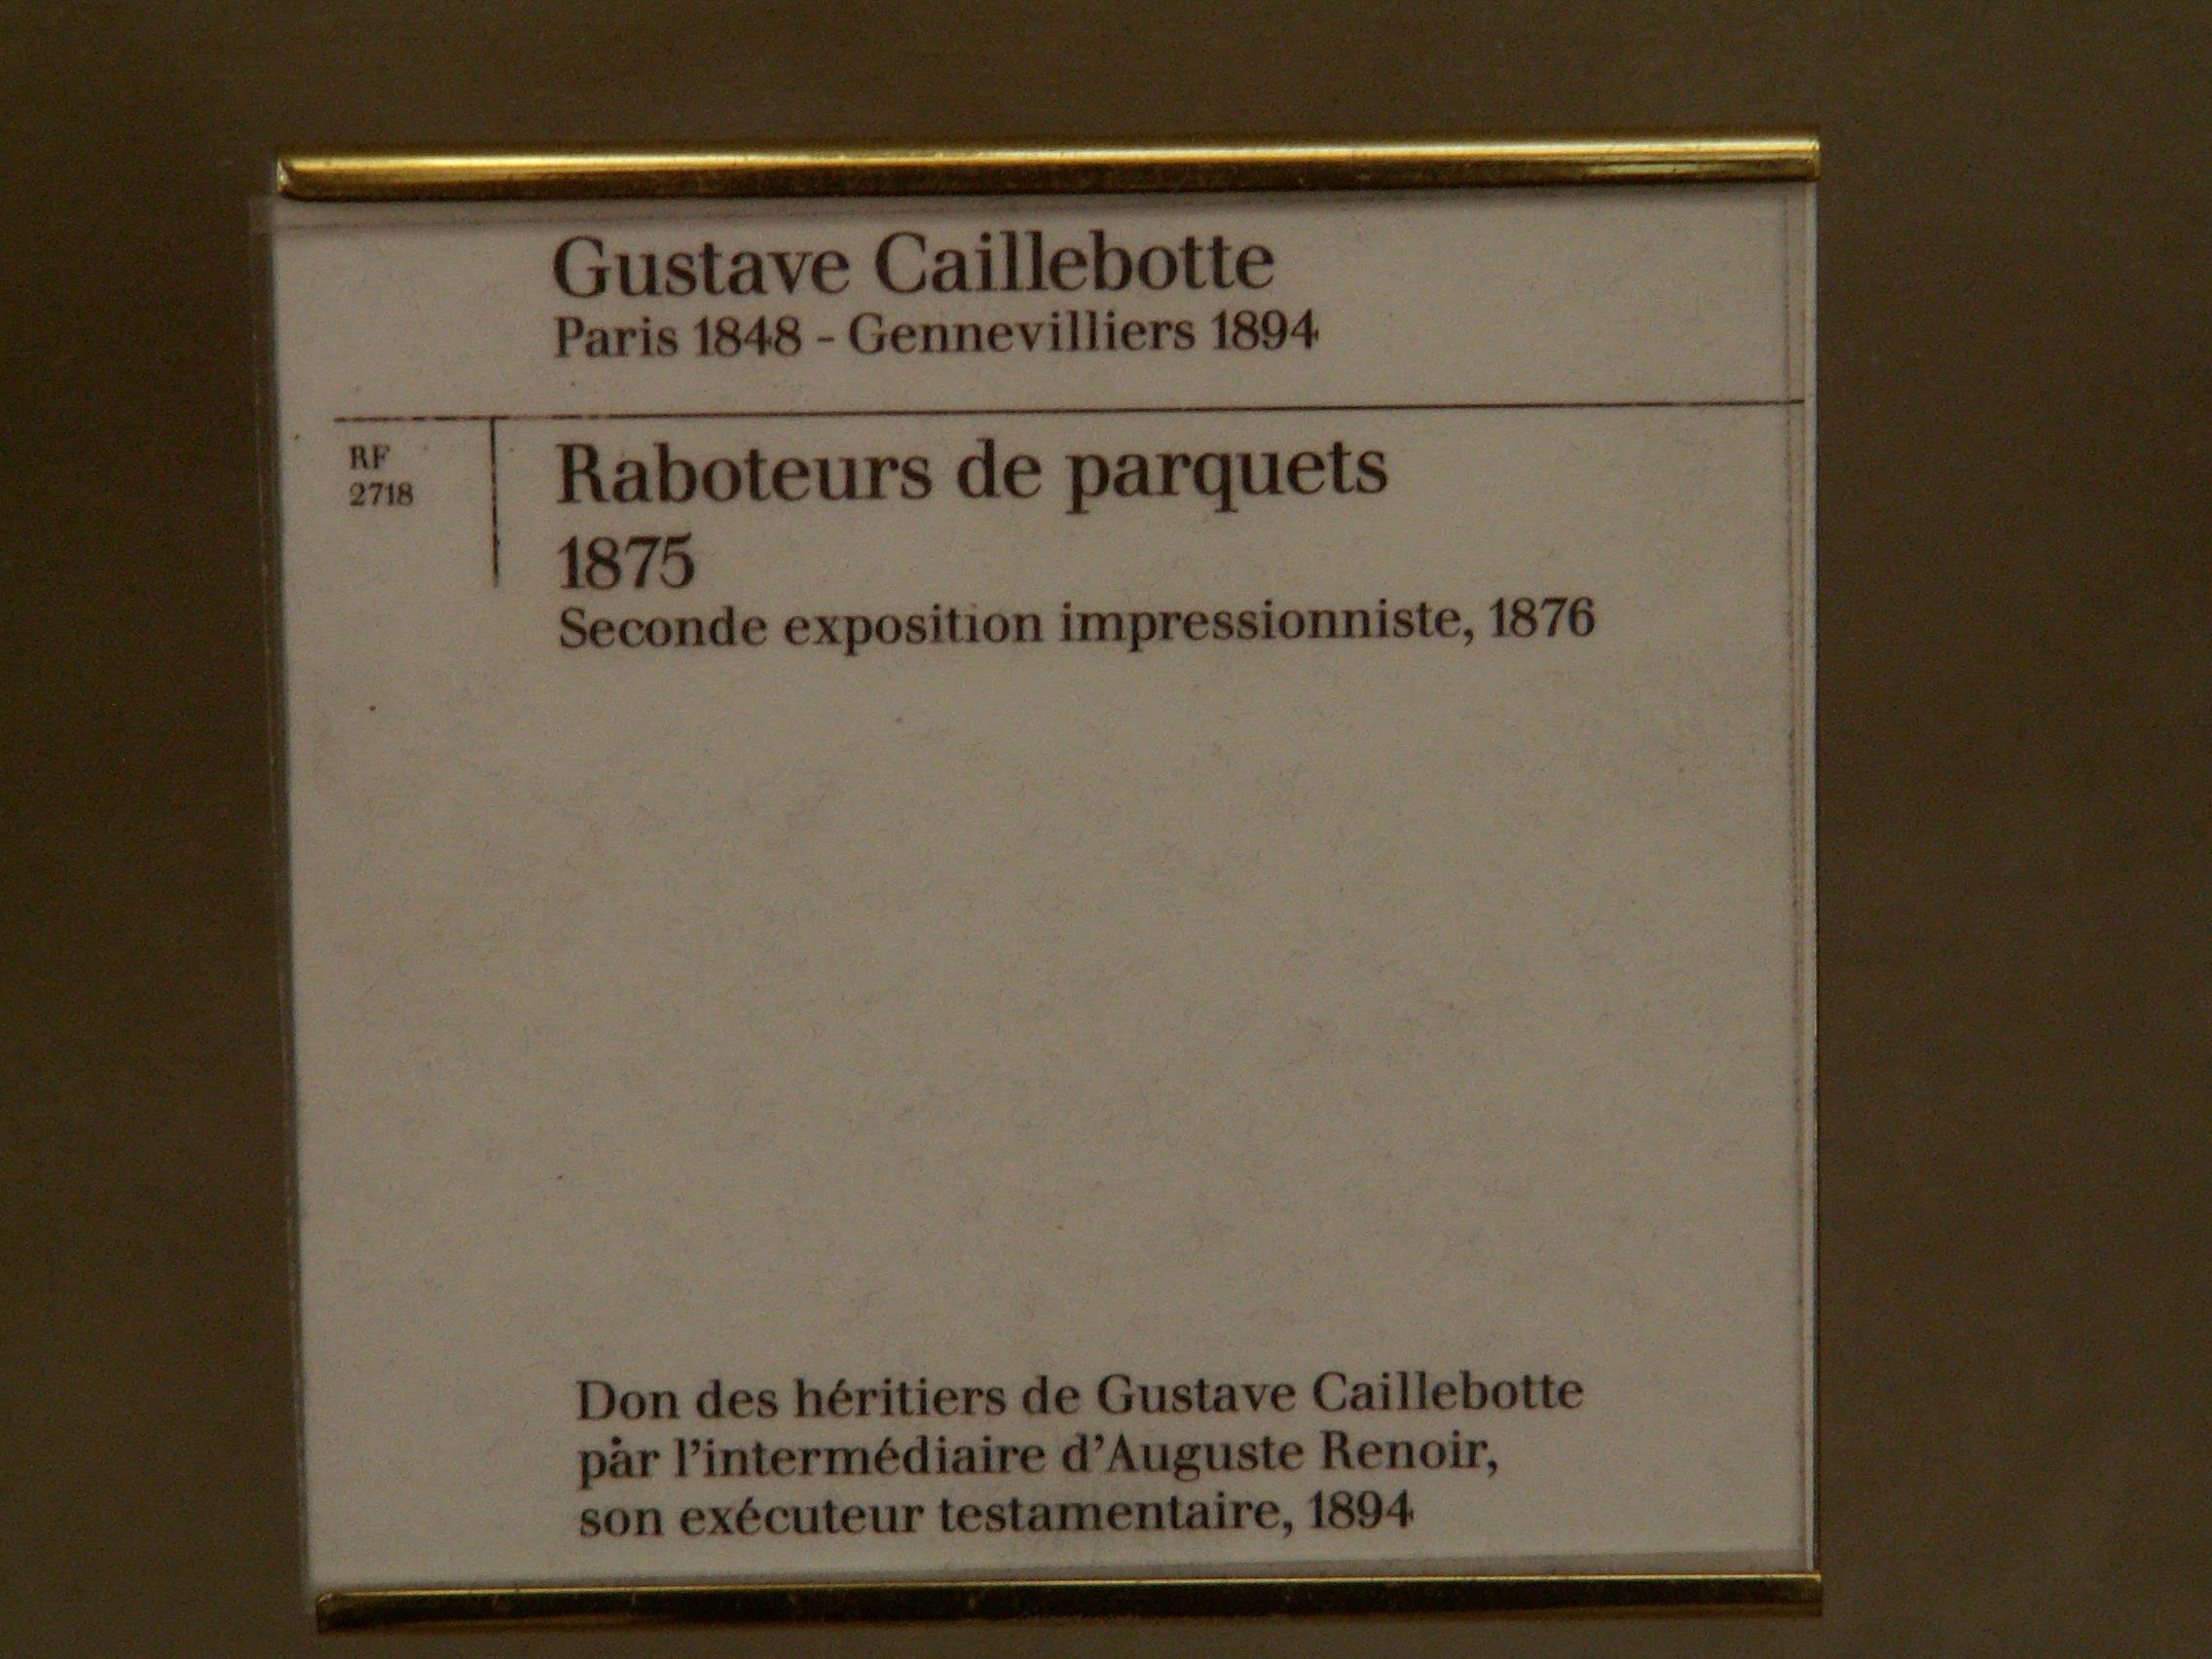 Gustave Caillebotte
Paris 1848 - Gennevilliers 1894
RF
2718
Raboteurs de parquets
1875
Seconde exposition impressionniste, 1876
Don des héritiers de Gustave Caillebotte
par l'intermédiaire d'Auguste Renoir,
son exécuteur testamentaire, 1894